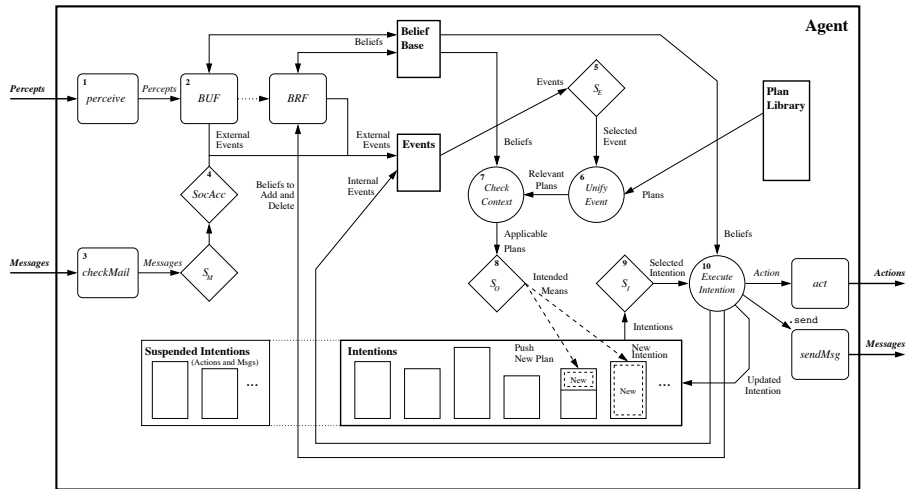 Agent
Belief
Base
Beliefs
5
Events
S_E
Plan
Library
Percepts
1
perceive
Percepts
2
BUF
BRF
External
Events
External
Events
Events
Selected
Event
4
SocAcc
Beliefs to
Add and
Delete
Internal
Events
Beliefs
7
Check
Context
Relevant
Plans
6
Unify
Event
Plans
Messages
3
checkMail
Messages
S_M
Applicable
Plans
8
S_O
Intended
Means
9
S_I
Selected
Intention
Beliefs
10
Execute
Intention
Action
act
Actions
.send
sendMsg
Messages
Intentions
Suspended Intentions
(Actions and Msgs)
...
Intentions
Push
New Plan
New
Intention
New
New
...
Updated
Intention